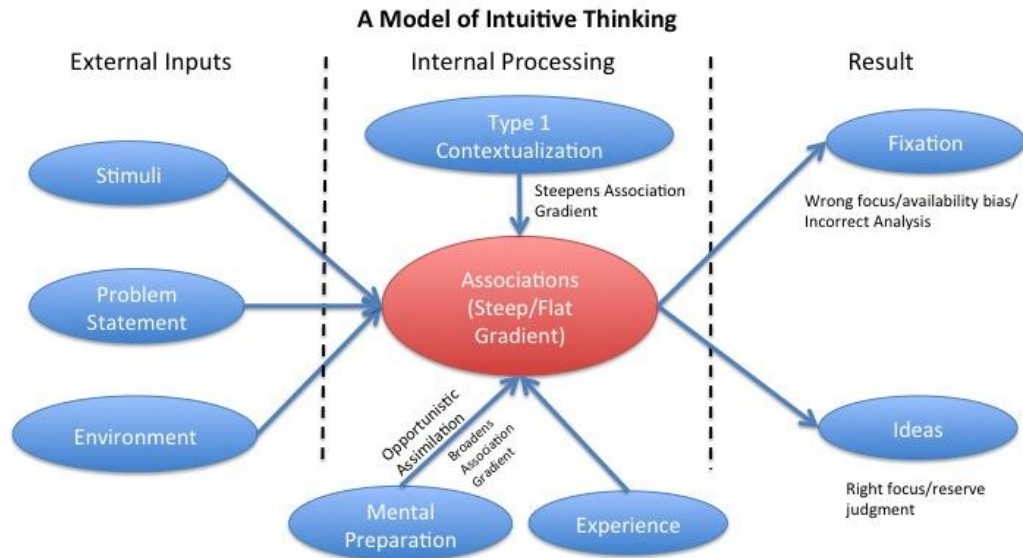 A Model of Intuitive Thinking
External Inputs
Internal Processing
Result
Stimuli
Problem
Statement
Environment
Type 1
Contextualization
Steepens Association
Gradient
Associations
(Steep/Flat
Gradient)
Opportunistic
Assimilation
Broadens
Association
Gradient
Mental
Preparation
Experience
Fixation
Wrong focus/availability bias/
Incorrect Analysis
Ideas
Right focus/reserve
judgment